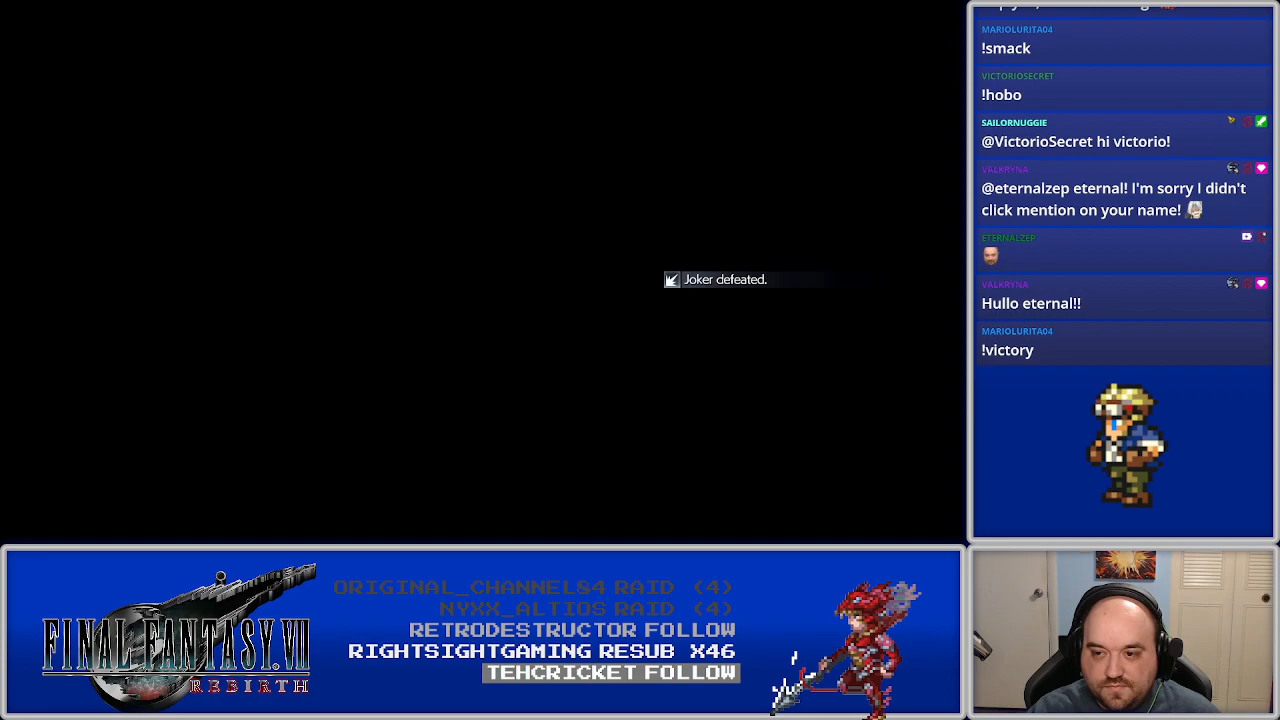 MARIOLURITA04
!smack
VICTORIOSECRET
!hobo
SAILORNUGGIE
@VictorioSecret hi victorio!
VALKRYNA
@eternalzep eternal! I'm sorry I didn't
click mention on your name!
ETERNALZEP
VALKRYNA
Hullo eternal!!
MARIOLURITA04
!victory
Joker defeated.
FINAL FANTASY VII
REBIRTH
ORIGINAL_CHANNEL84 RAID (4)
NYXX_ALTIOS RAID (4)
RETRODESTRUCTOR FOLLOW
RIGHTSIGHTGAMING RESUB X46
TEHCRICKET FOLLOW